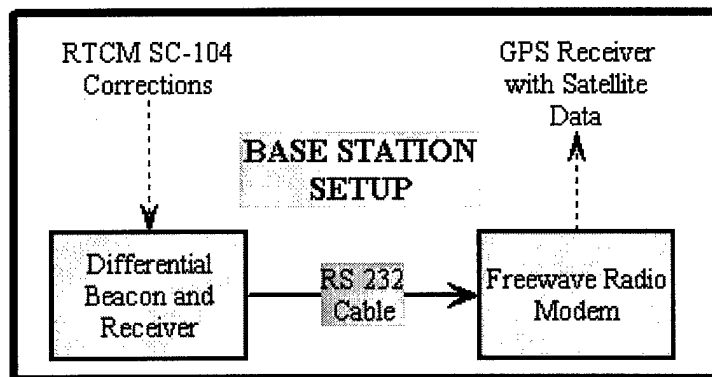 RTCM SC-104
Corrections
GPS Receiver
with Satellite
Data
BASE STATION
SETUP
Differential
Beacon and
Receiver
RS 232
Cable
Freewave Radio
Modem